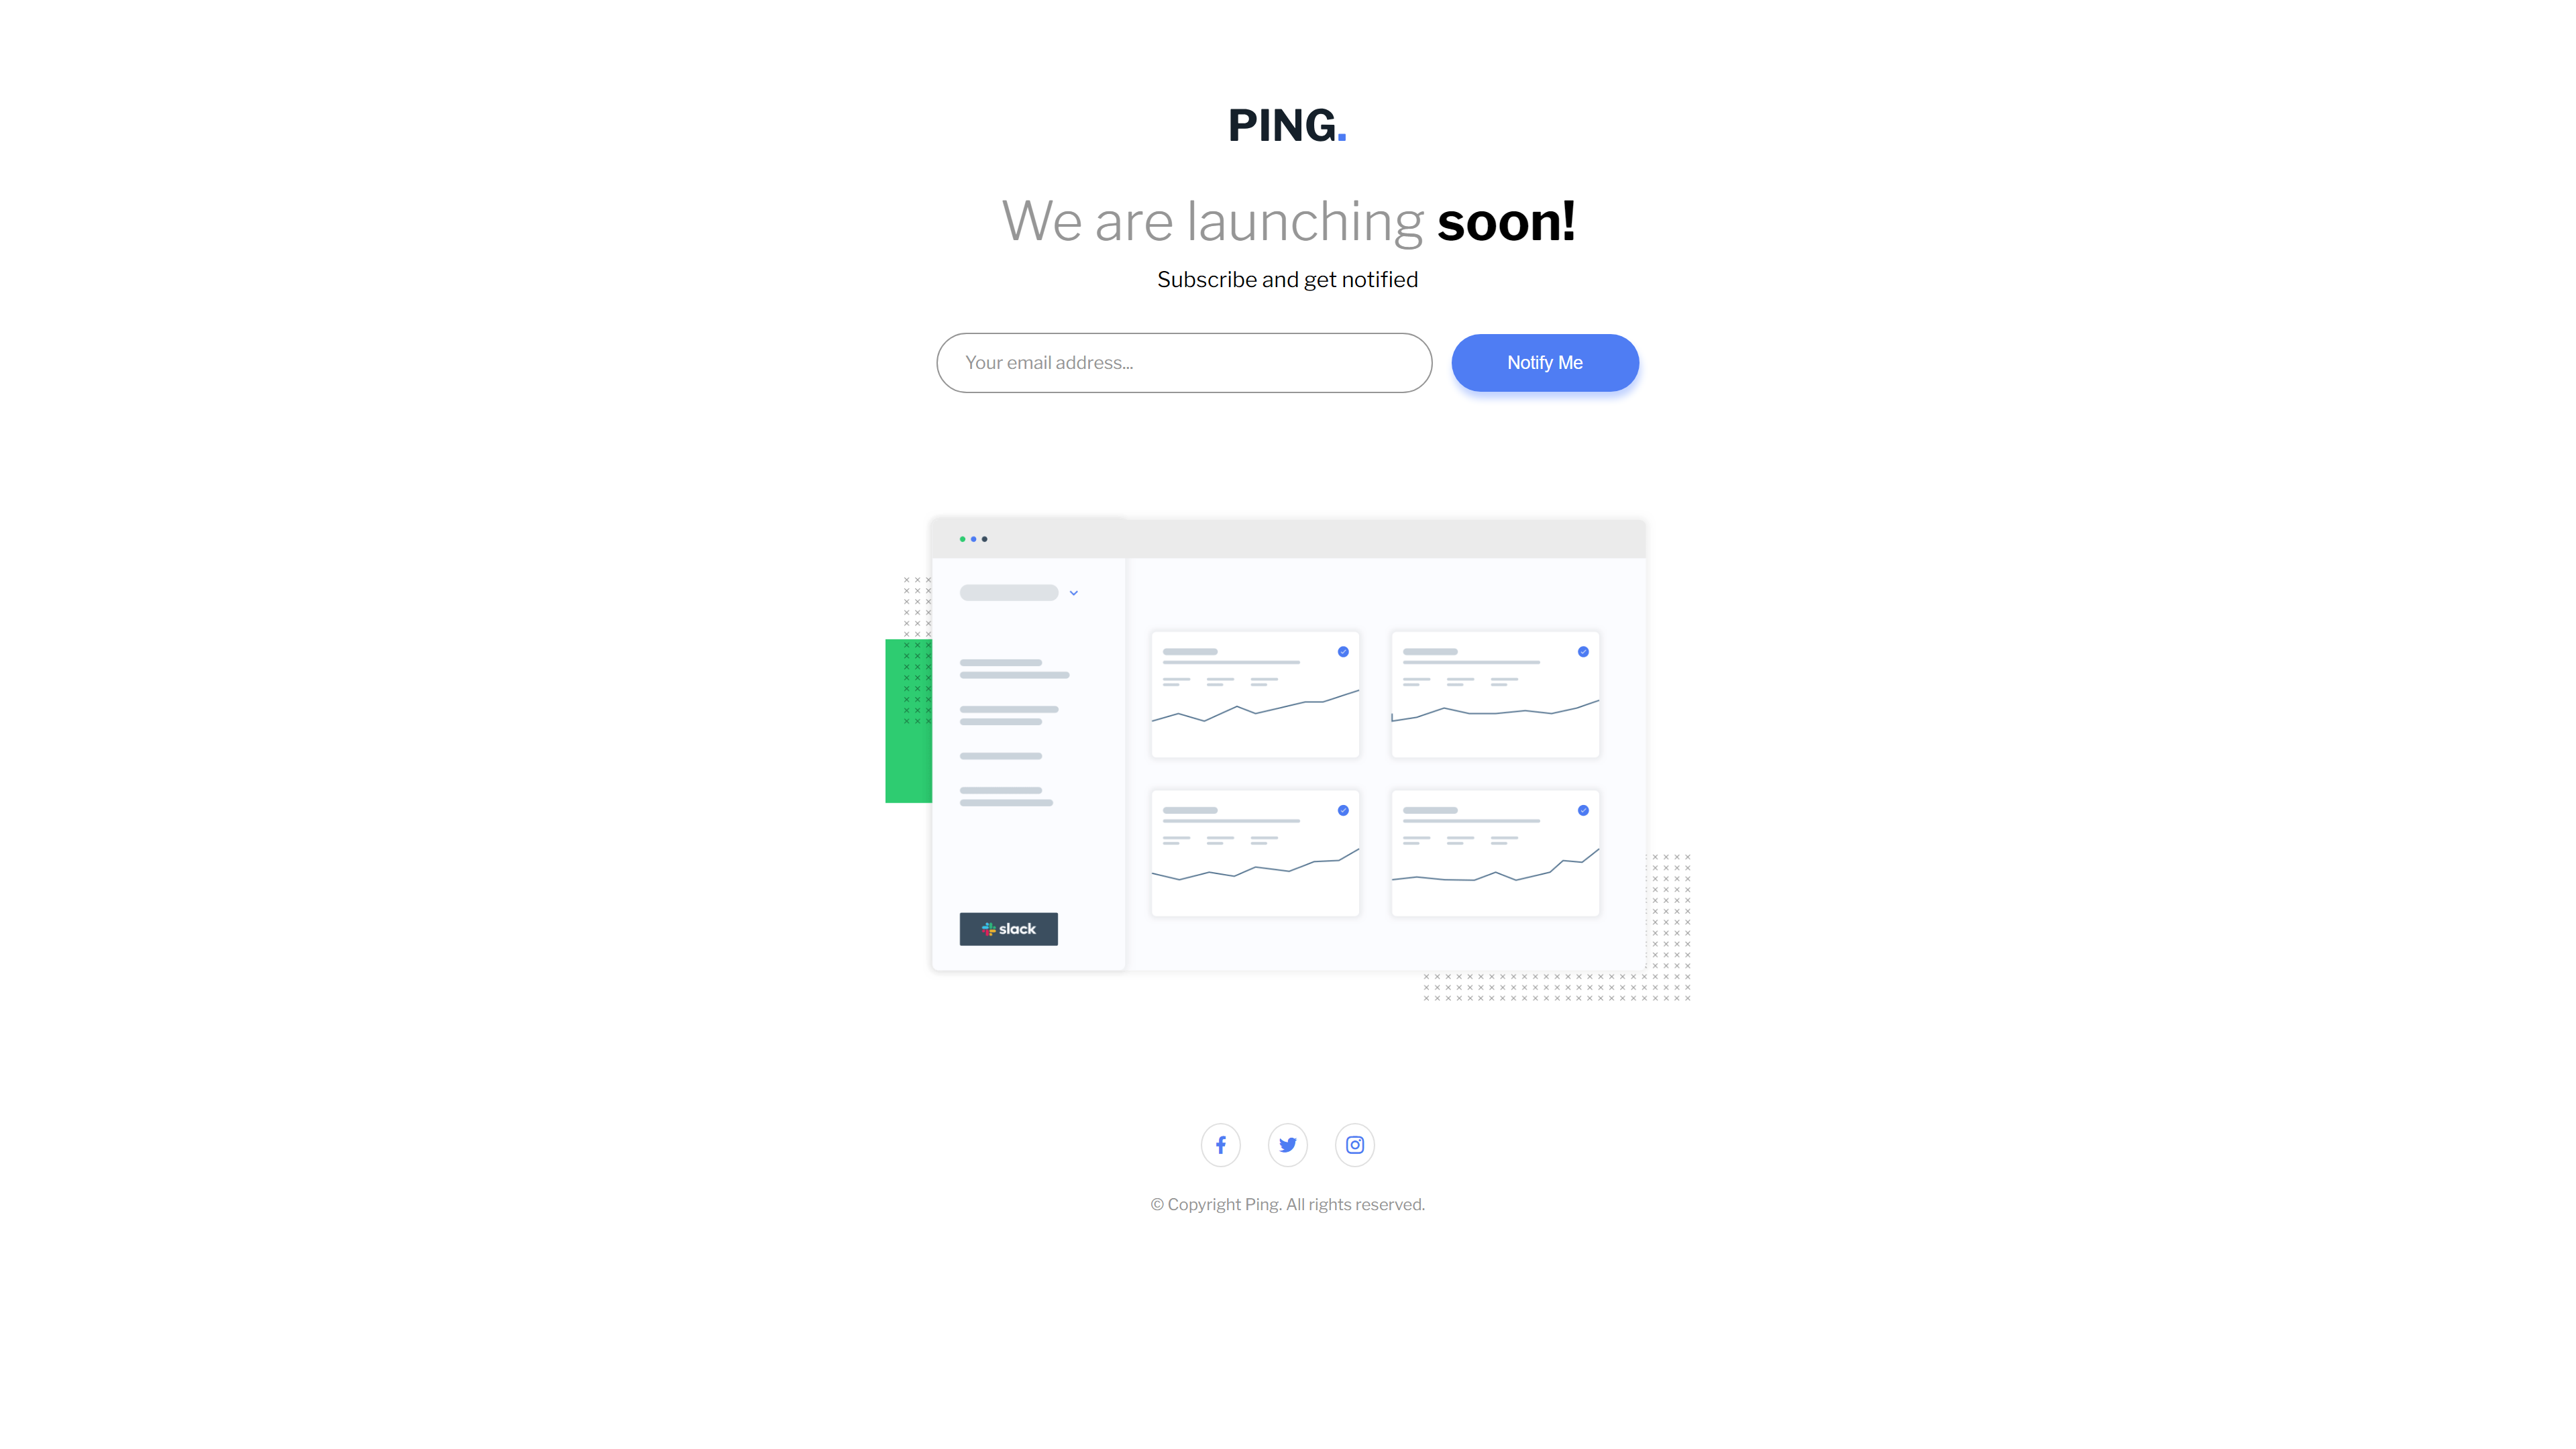 PING.
We are launching soon!
Subscribe and get notified
Your email address...
Notify Me
slack
© Copyright Ping. All rights reserved.